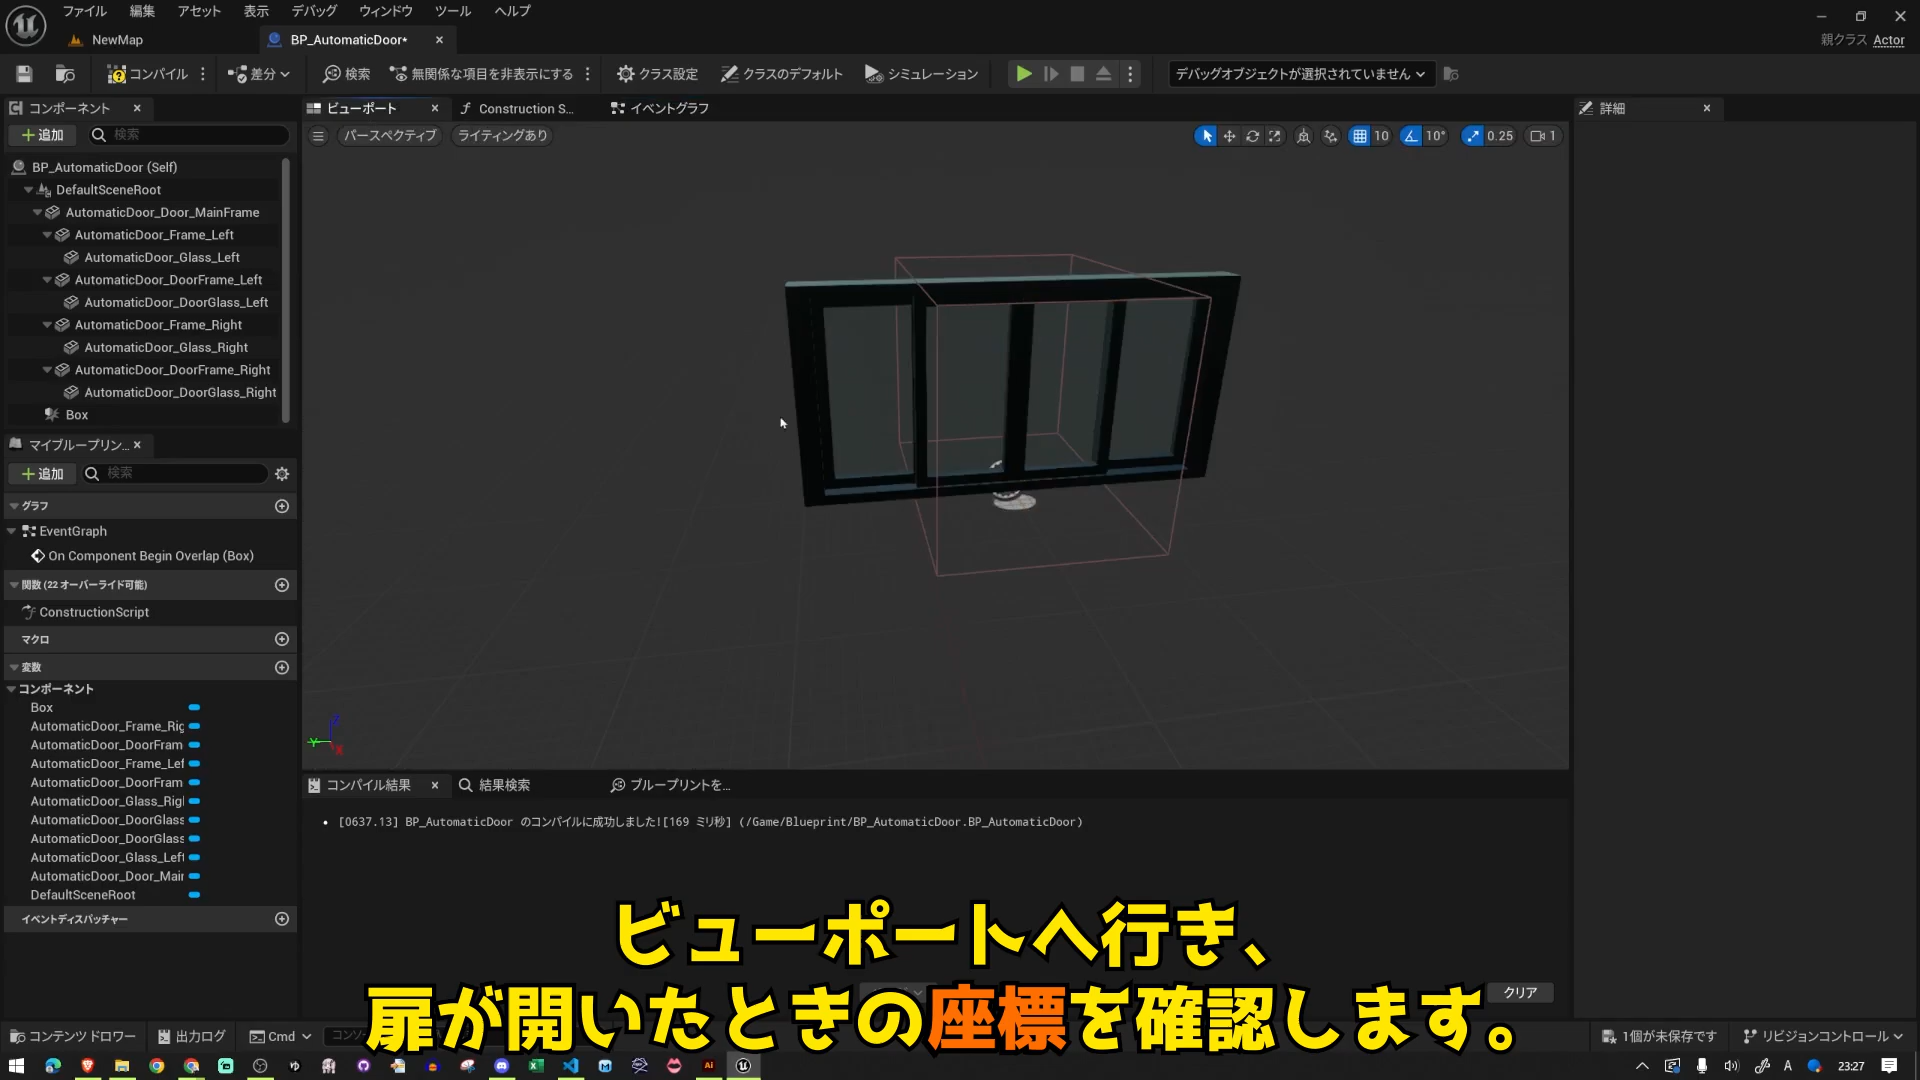 ファイル 編集 アセット 表示 デバッグ ウィンドウ ツール ヘルプ
NewMap
BP_AutomaticDoor*
親クラス Actor
コンパイル
差分
検索
無関係な項目を非表示にする
クラス設定
クラスのデフォルト
シミュレーション
デバッグオブジェクトが選択されていません
コンポーネント
ビューポート
Construction S...
イベントグラフ
詳細
追加
検索
パースペクティブ
ライティングあり
10
10°
0.25
1
BP_AutomaticDoor (Self)
DefaultSceneRoot
AutomaticDoor_Door_MainFrame
AutomaticDoor_Frame_Left
AutomaticDoor_Glass_Left
AutomaticDoor_DoorFrame_Left
AutomaticDoor_DoorGlass_Left
AutomaticDoor_Frame_Right
AutomaticDoor_Glass_Right
AutomaticDoor_DoorFrame_Right
AutomaticDoor_DoorGlass_Right
Box
マイブループリン...
追加
検索
グラフ
EventGraph
On Component Begin Overlap (Box)
関数 (22 オーバーライド可能)
ConstructionScript
マクロ
変数
コンポーネント
Box
AutomaticDoor_Frame_Rig
AutomaticDoor_DoorFram
AutomaticDoor_Frame_Lef
AutomaticDoor_DoorFram
AutomaticDoor_Glass_Rigl
AutomaticDoor_DoorGlass
AutomaticDoor_DoorGlass
AutomaticDoor_Glass_Left
AutomaticDoor_Door_Mair
DefaultSceneRoot
イベントディスパッチャー
コンパイル結果
結果検索
ブループリントを...
[0637.13] BP_AutomaticDoor のコンパイルに成功しました![169 ミリ秒] (/Game/Blueprint/BP_AutomaticDoor.BP_AutomaticDoor)
ビューポートへ行き、
扉が開いたときの座標を確認します。
クリア
コンテンツ ドロワー
出力ログ
Cmd
1個が未保存です
リビジョンコントロール
A
23:27